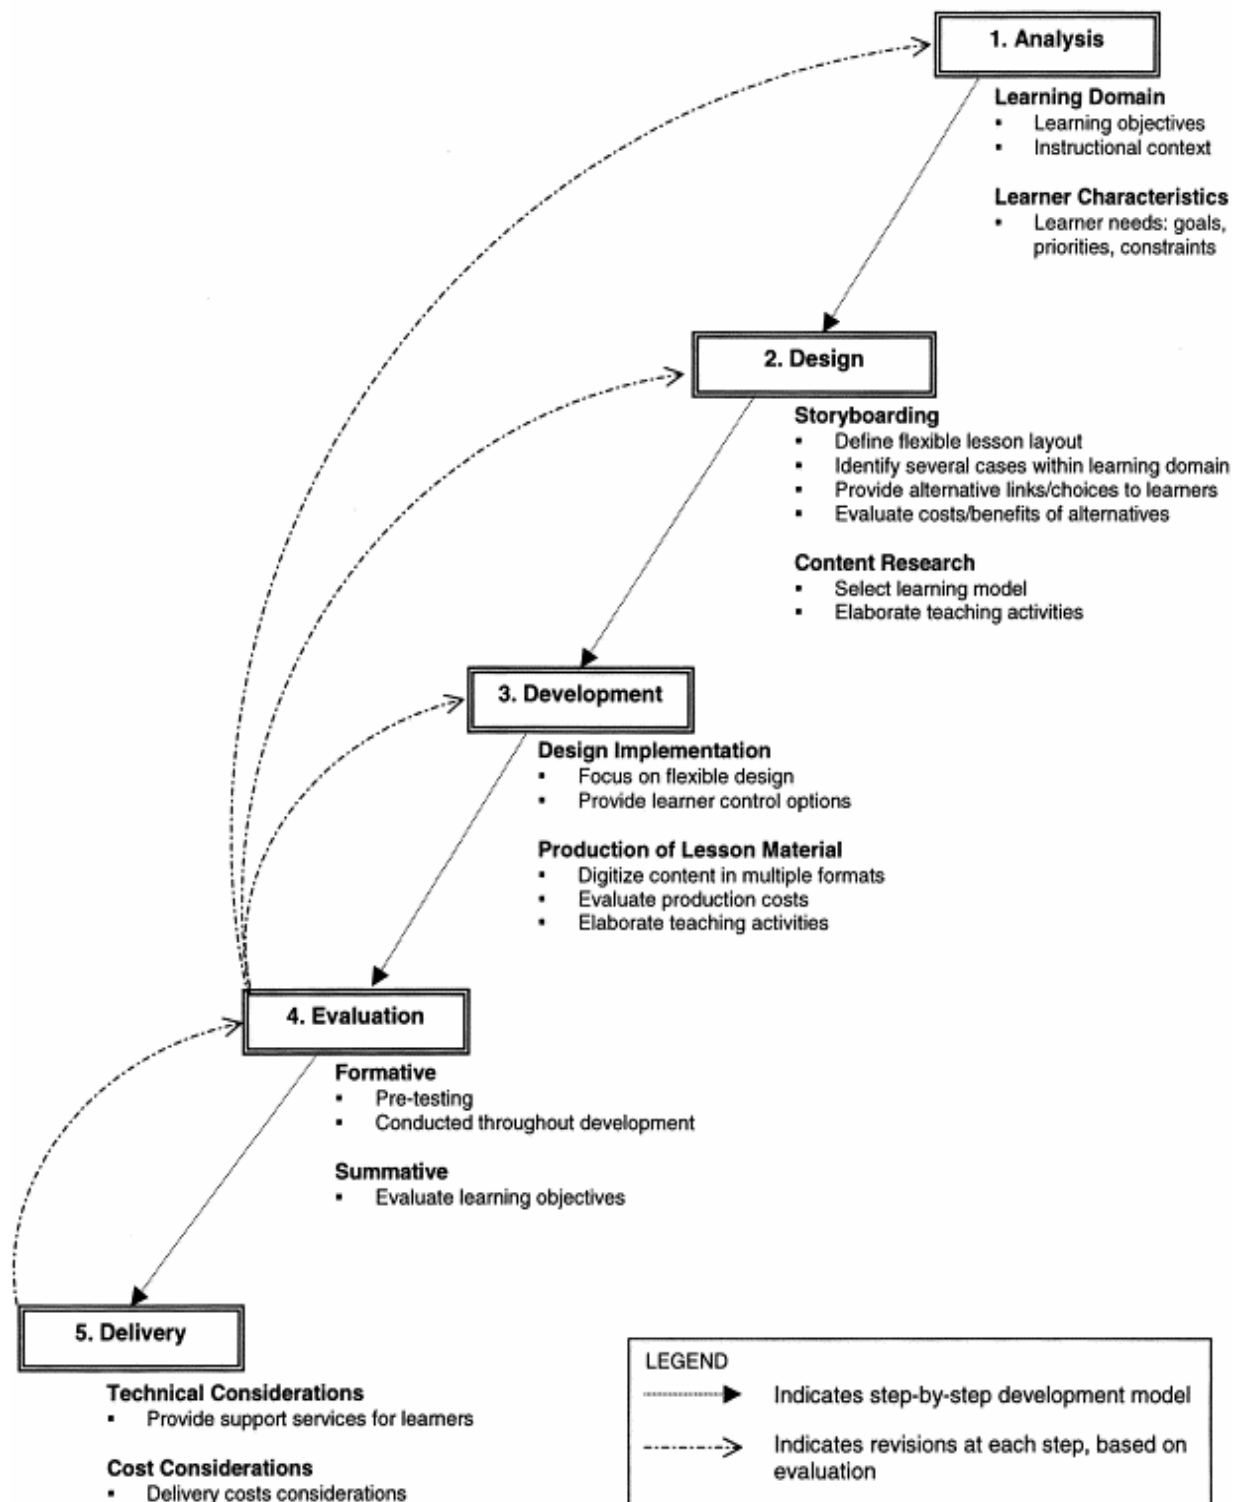 1. Analysis
Learning Domain
▪ Learning objectives
▪ Instructional context
Learner Characteristics
▪ Learner needs: goals,
priorities, constraints
2. Design
Storyboarding
▪ Define flexible lesson layout
▪ Identify several cases within learning domain
▪ Provide alternative links/choices to learners
▪ Evaluate costs/benefits of alternatives
Content Research
▪ Select learning model
▪ Elaborate teaching activities
3. Development
Design Implementation
▪ Focus on flexible design
▪ Provide learner control options
Production of Lesson Material
▪ Digitize content in multiple formats
▪ Evaluate production costs
▪ Elaborate teaching activities
4. Evaluation
Formative
▪ Pre-testing
▪ Conducted throughout development
Summative
▪ Evaluate learning objectives
5. Delivery
Technical Considerations
▪ Provide support services for learners
Cost Considerations
▪ Delivery costs considerations
LEGEND
Indicates step-by-step development model
Indicates revisions at each step, based on
evaluation